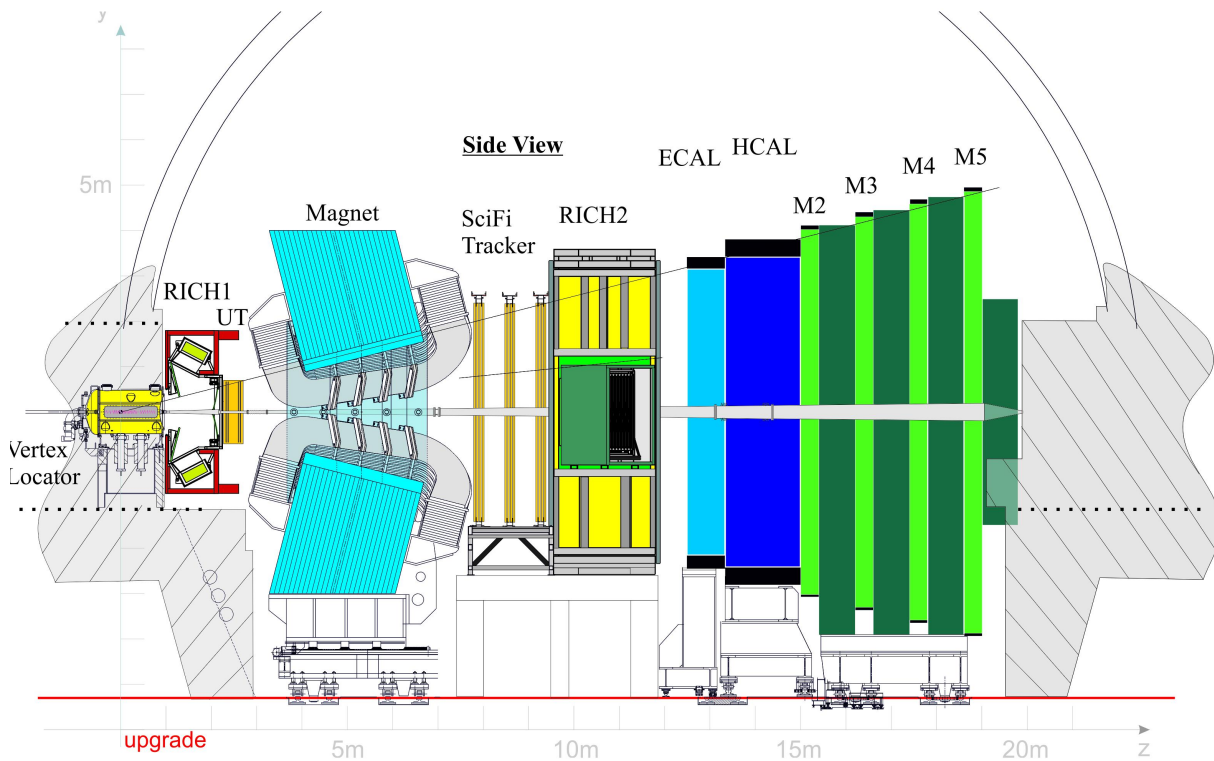 y
Side View
ECAL
HCAL
M2
M3
M4
M5
5m
Magnet
SciFi
Tracker
RICH2
RICH1
UT
Vertex
Locator
upgrade
5m
10m
15m
20m
z